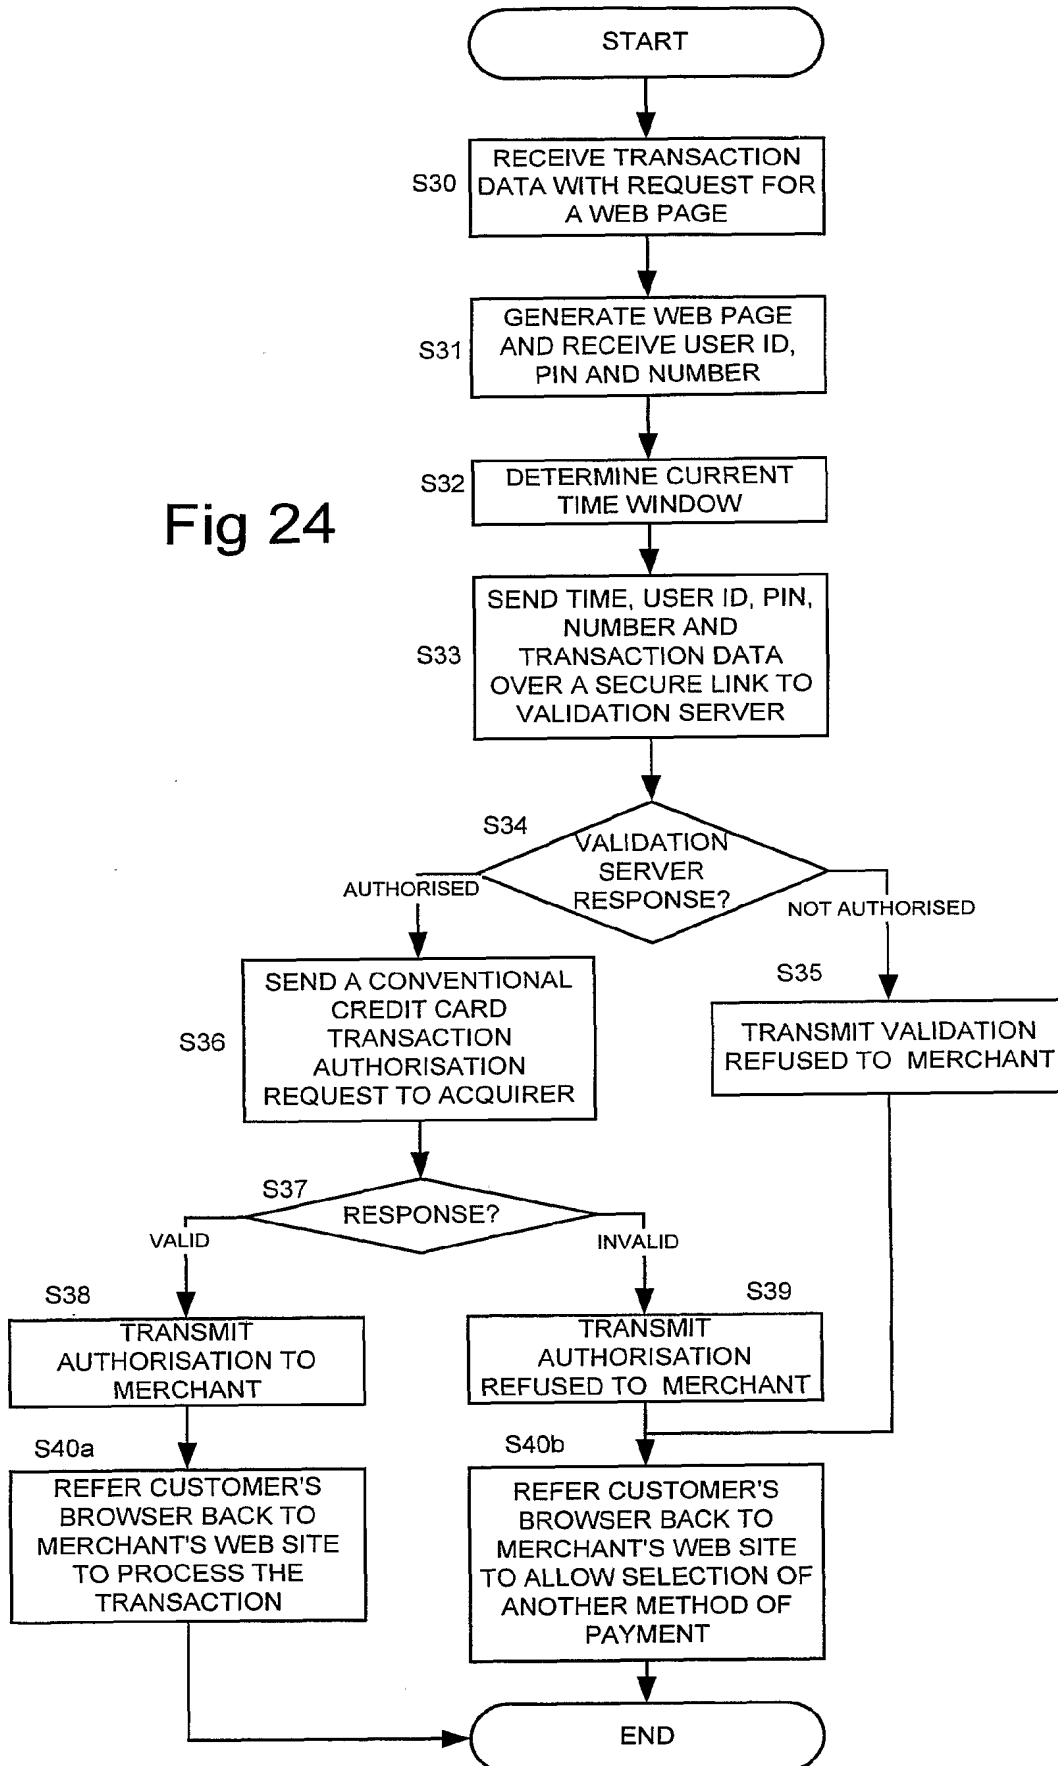 START
S30
RECEIVE TRANSACTION
DATA WITH REQUEST FOR
A WEB PAGE
S31
GENERATE WEB PAGE
AND RECEIVE USER ID,
PIN AND NUMBER
S32
DETERMINE CURRENT
TIME WINDOW
Fig 24
S33
SEND TIME, USER ID, PIN,
NUMBER AND
TRANSACTION DATA
OVER A SECURE LINK TO
VALIDATION SERVER
S34
VALIDATION
SERVER
RESPONSE?
AUTHORISED
NOT AUTHORISED
S35
TRANSMIT VALIDATION
REFUSED TO MERCHANT
S36
SEND A CONVENTIONAL
CREDIT CARD
TRANSACTION
AUTHORISATION
REQUEST TO ACQUIRER
S37
RESPONSE?
VALID
INVALID
S38
TRANSMIT
AUTHORISATION TO
MERCHANT
S39
TRANSMIT
AUTHORISATION
REFUSED TO MERCHANT
S40a
REFER CUSTOMER'S
BROWSER BACK TO
MERCHANT'S WEB SITE
TO PROCESS THE
TRANSACTION
S40b
REFER CUSTOMER'S
BROWSER BACK TO
MERCHANT'S WEB SITE
TO ALLOW SELECTION OF
ANOTHER METHOD OF
PAYMENT
END